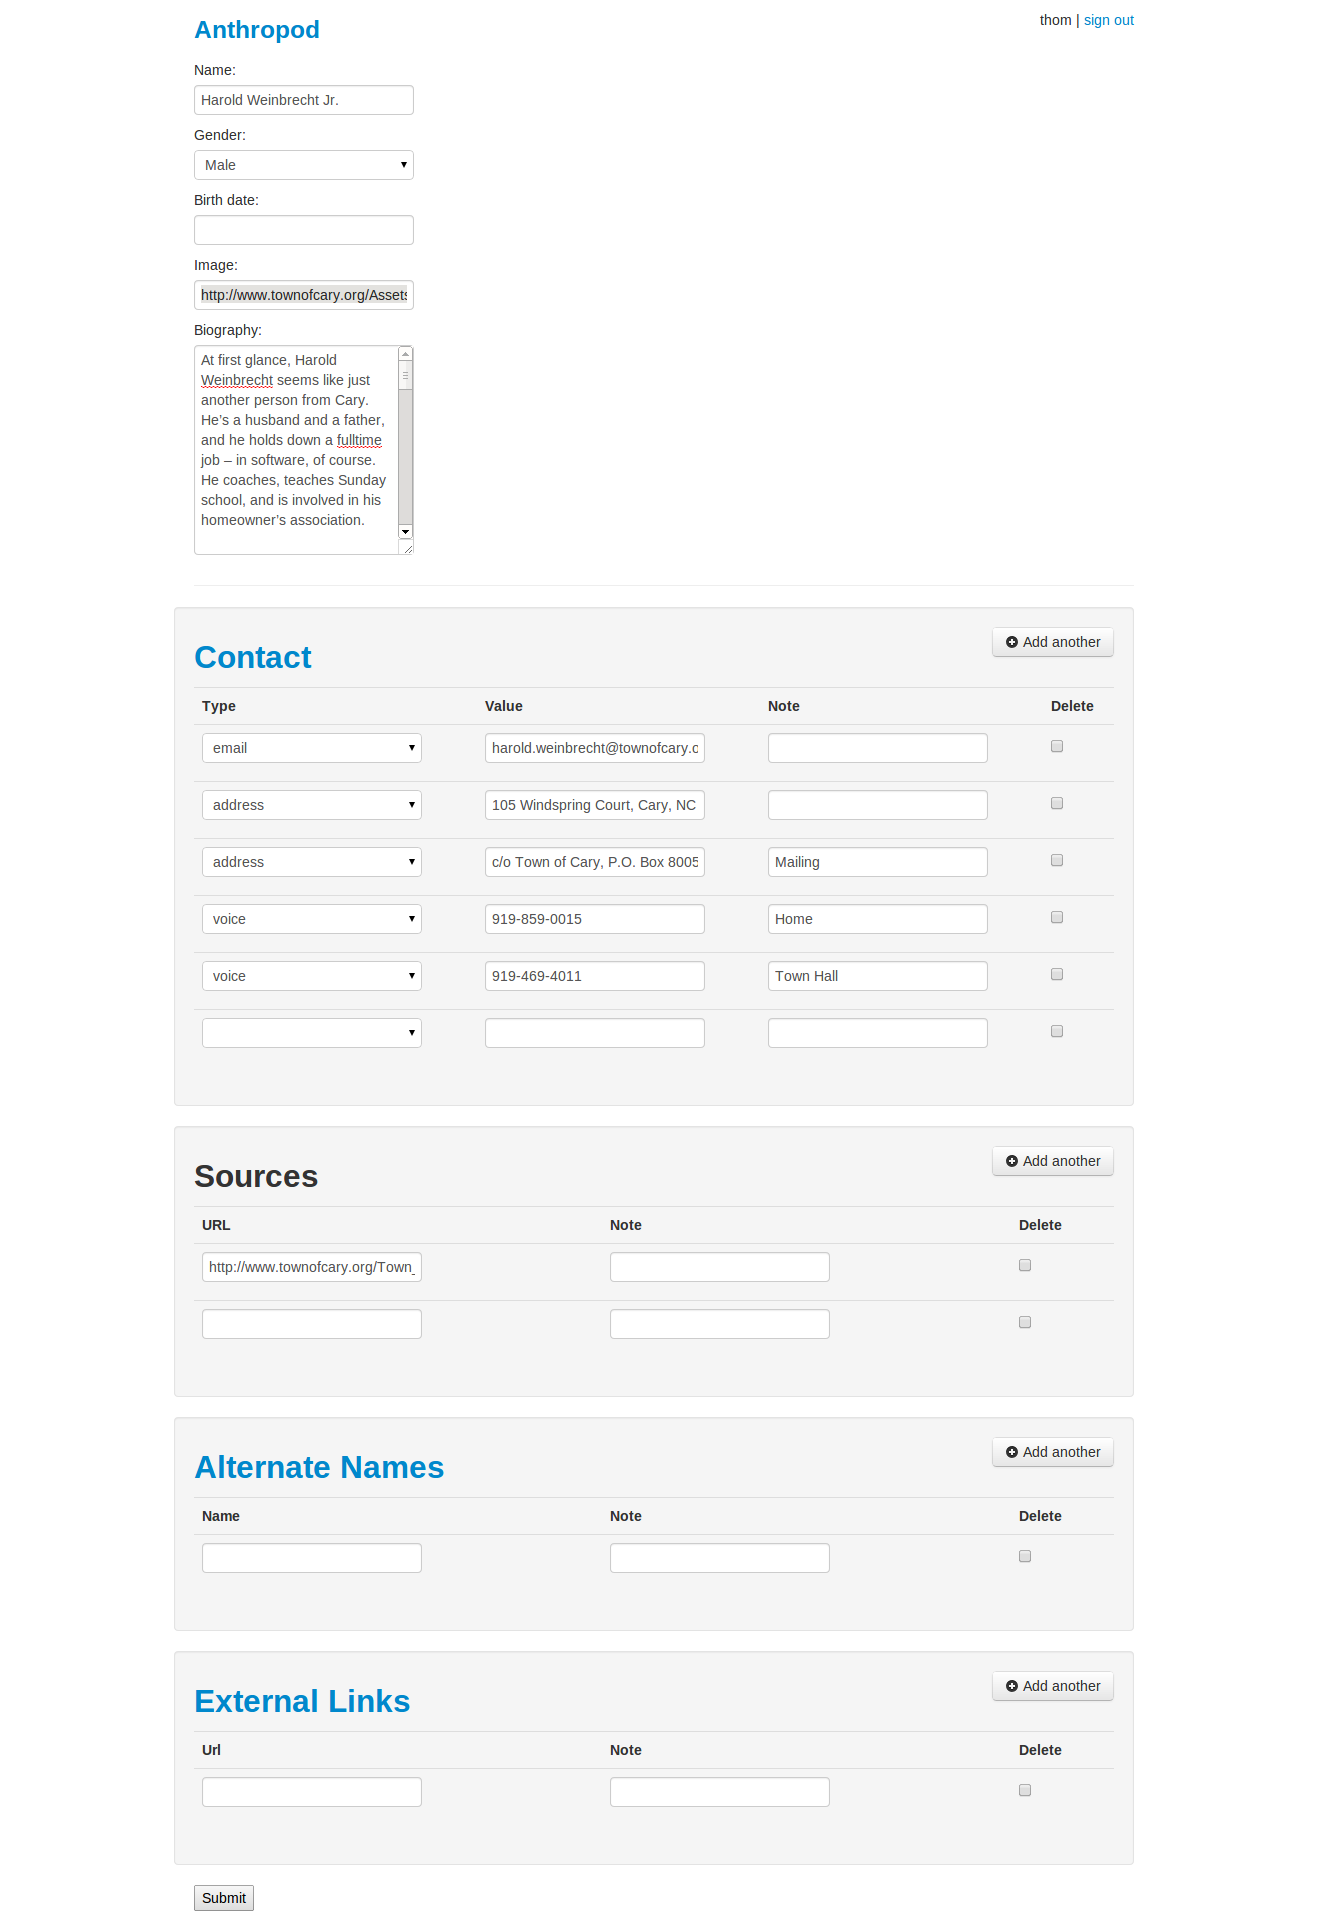 Anthropod
thom | sign out
Name:
Harold Weinbrecht Jr.
Gender:
Male
Birth date:
Image:
http://www.townofcary.org/Assets
Biography:
At first glance, Harold
Weinbrecht seems like just
another person from Cary.
He’s a husband and a father,
and he holds down a fulltime
job – in software, of course.
He coaches, teaches Sunday
school, and is involved in his
homeowner’s association.
Contact
Add another
Type Value Note Delete
email harold.weinbrecht@townofcary.o
address 105 Windspring Court, Cary, NC
address c/o Town of Cary, P.O. Box 8005 Mailing
voice 919-859-0015 Home
voice 919-469-4011 Town Hall
Sources
Add another
URL Note Delete
http://www.townofcary.org/Town_
Alternate Names
Add another
Name Note Delete
External Links
Add another
Url Note Delete
Submit